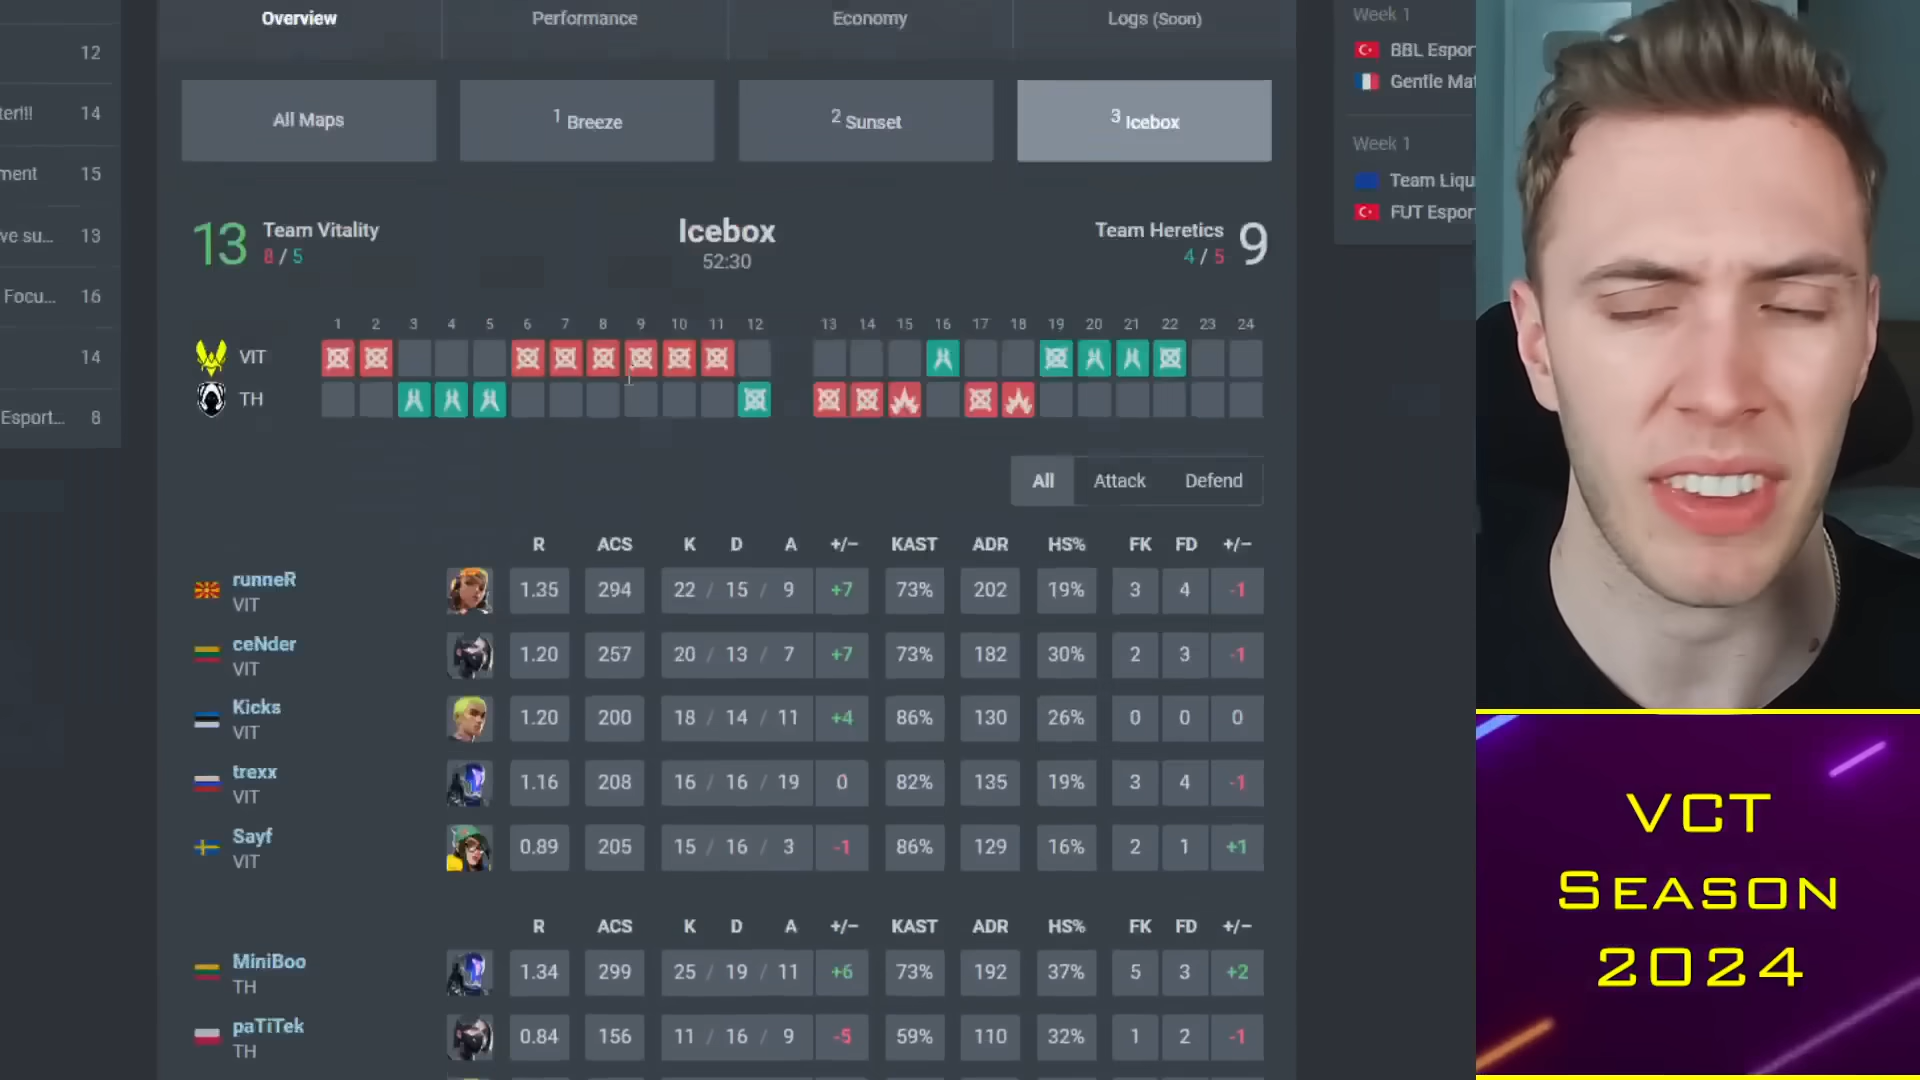 Overview
Performance
Economy
Logs (Soon)
12
ter!!!
14
ment
15
ve su...
13
Focu...
16
14
Esport...
8
All Maps
1 Breeze
2 Sunset
3 Icebox
13
Team Vitality
8 / 5
Icebox
52:30
Team Heretics
4 / 5
9
1 2 3 4 5 6 7 8 9 10 11 12 13 14 15 16 17 18 19 20 21 22 23 24
VIT
TH
All
Attack
Defend
R ACS K D A +/– KAST ADR HS% FK FD +/–
runneR
VIT
1.35 294 22 / 15 / 9 +7 73% 202 19% 3 4 -1
ceNder
VIT
1.20 257 20 / 13 / 7 +7 73% 182 30% 2 3 -1
Kicks
VIT
1.20 200 18 / 14 / 11 +4 86% 130 26% 0 0 0
trexx
VIT
1.16 208 16 / 16 / 19 0 82% 135 19% 3 4 -1
Sayf
VIT
0.89 205 15 / 16 / 3 -1 86% 129 16% 2 1 +1
R ACS K D A +/– KAST ADR HS% FK FD +/–
MiniBoo
TH
1.34 299 25 / 19 / 11 +6 73% 192 37% 5 3 +2
paTiTek
TH
0.84 156 11 / 16 / 9 -5 59% 110 32% 1 2 -1
Week 1
BBL Espor
Gentle Mat
Week 1
Team Liqu
FUT Espor
VCT
Season
2024